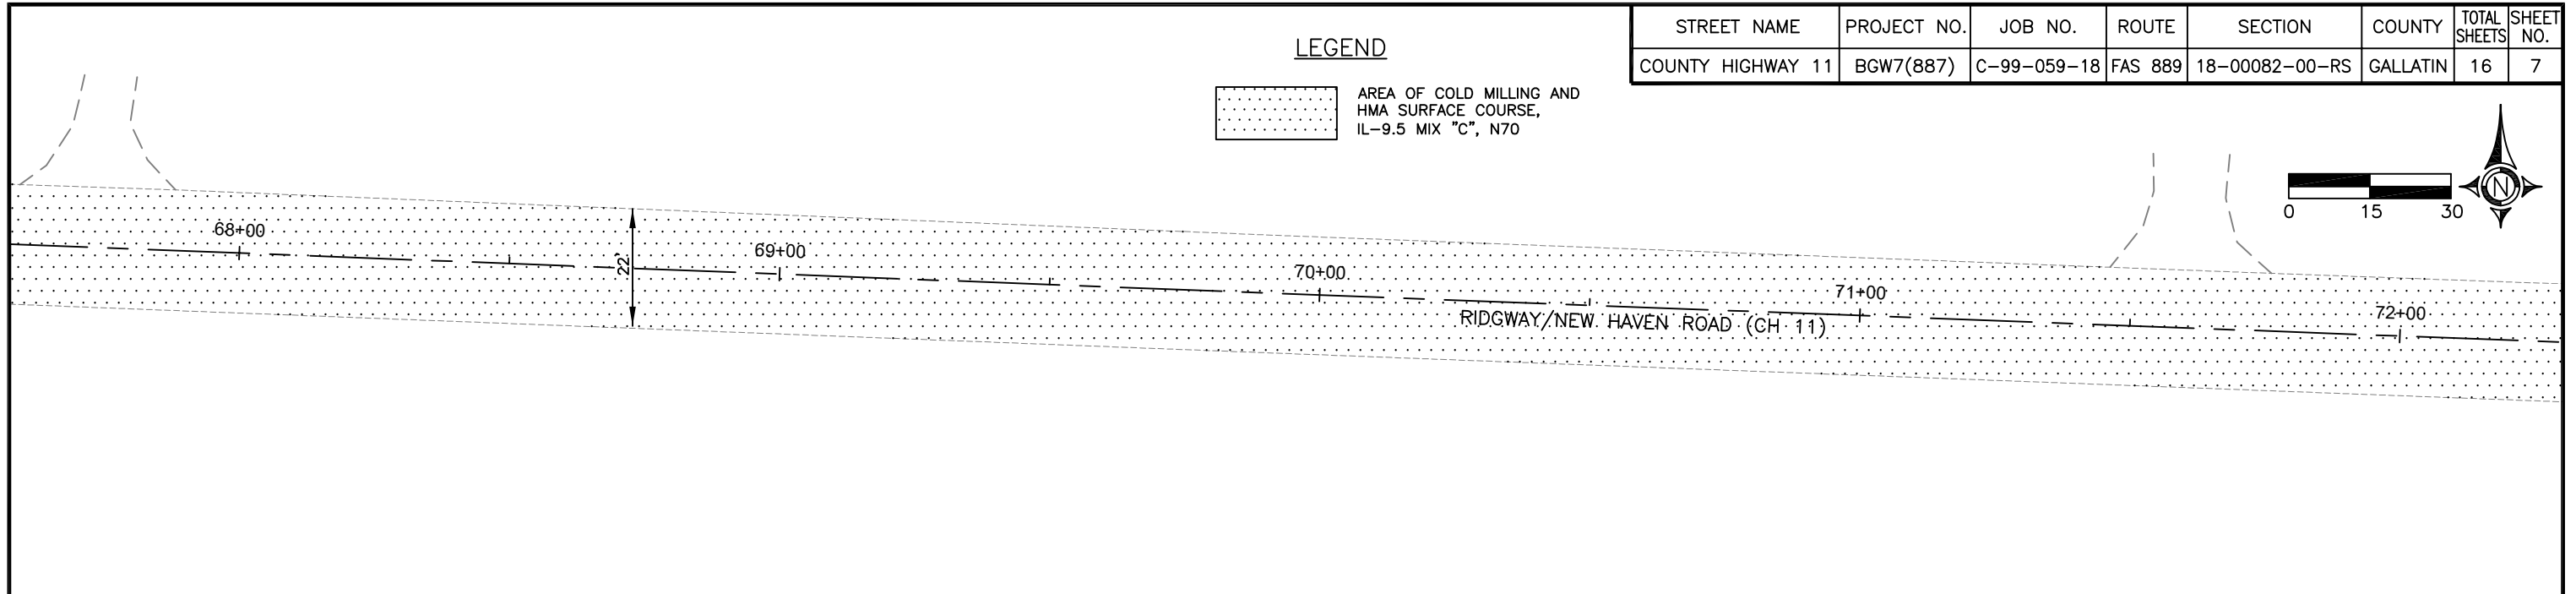 STREET NAME PROJECT NO. JOB NO. ROUTE SECTION COUNTY TOTAL SHEETS SHEET NO.
COUNTY HIGHWAY 11 BGW7(887) C-99-059-18 FAS 889 18-00082-00-RS GALLATIN 16 7
LEGEND
AREA OF COLD MILLING AND
HMA SURFACE COURSE,
IL-9.5 MIX "C", N70
N
0 15 30
68+00
69+00
70+00
71+00
72+00
22'
RIDGWAY/NEW HAVEN ROAD (CH 11)